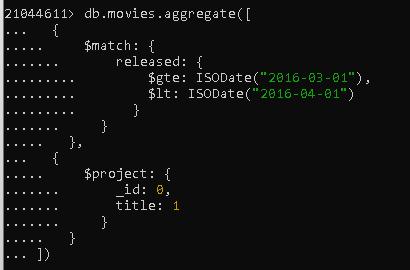 21044611> db.movies.aggregate([
...   {
.....     $match: {
.......       released: {
.........         $gte: ISODate("2016-03-01"),
.........         $lt: ISODate("2016-04-01")
.........       }
.......     }
.....   },
...   {
.....     $project: {
.......       _id: 0,
.......       title: 1
.......     }
.....   }
... ])